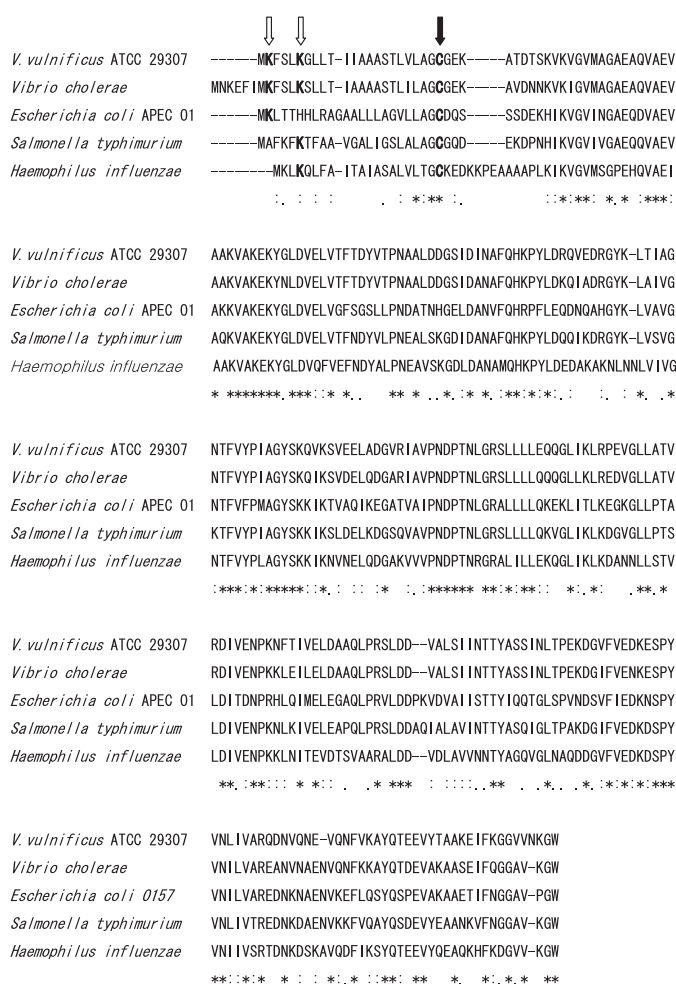 V.vulnificus ATCC 29307 ------MKFSLKGLLT-IIAAASTLVLAGCGEK-----ATDTSKVKVGVMAGAEAQVAEV
Vibrio cholerae MNKEFIMKFSLKSLLT-IIAAASTLVLAGCGEK-----AVDNNKVKIGVMAGAEAQVAEV
Escherichia coli APEC 01 ------MKLTTHHLRAGAALLLAGVLLAGCDQS-----SSDEKHIKVGVINGAEQDVAEV
Salmonella typhimurium ------MAFKFKTFAA-VGALIGSLALAGCGQD-----EKDPNHIKVGVIVGAEQQVAEV
Haemophilus influenzae --------MKLKQLFA-ITAIASALVLTGCKEDKKPEAAAAPLKIKVGVMSGPEHQVAEI
:. : : : . : *:** :. ::*:**: *.* .***:
V.vulnificus ATCC 29307 AAKVAKEKYGLDVELVTFTDYVTPNAALDDGSIDINAFQHKPYLDRQVEDRGYK-LTIAG
Vibrio cholerae AAKVAKEKYNLDVELVTFTDYVTPNAALDDGSIDANAFQHKPYLDKQIADRGYK-LAIVG
Escherichia coli APEC 01 AKKVAKEKYGLDVELVGFSGSLLPNDATNHGELDANVFQHRPFLEQDNQAHGYK-LVAVG
Salmonella typhimurium AQKVAKEKYGLDVELVTFNDYVLPNEALSKGDIDANAFQHKPYLDQQIKDRGYK-LVSVG
Haemophilus influenzae AAKVAKEKYGLDVQFVEFNDYALPNEAVSKGDLDANAMQHKPYLDEDAKAKNLNNLVIVG
* *******.***::* *.. ** * ..*.:* *.:**:*:*: : :. : *. .*
V.vulnificus ATCC 29307 NTFVYPIAGYSKQVKSVEELADGVRIAVPNDPTNLGRSLLLLEQQGLIKLRPEVGLLATV
Vibrio cholerae NTFVYPIAGYSKQIKSVDELQDGARIAVPNDPTNLGRSLLLLQQQGLLKLREDVGLLATV
Escherichia coli APEC 01 NTFVFPMAGYSKKIKTVAQIKEGATVAIPNDPTNLGRALLLLQKEKLITLKEGKGLLPTA
Salmonella typhimurium KTFVYPIAGYSKKIKSLDELKDGSQVAVPNDPTNLGRSLLLLQKVGLIKLKDGVGLLPTS
Haemophilus influenzae NTFVYPLAGYSKKIKNVNELQDGAKVVVPNDPTNRGRALILLEKQGLIKLKDANNLLSTV
:***:*:*****::*.: :: :* :.:****** **:*:**:: *:.*: .**.*
V.vulnificus ATCC 29307 RDIVENPKNFTIVELDAAQLPRSLDD--VALSIINTTYASSINLTPEKDGVFVEDKESPY
Vibrio cholerae RDIVENPKKLEILELDAAQLPRSLDD--VALSIINTTYASSINLTPEKDGIFVENKESPY
Escherichia coli APEC 01 LDITDNPRHLQIMELEGAQLPRVLDDPKVDVAIISTTYIQQTGLSPVNDSVFIEDKNSPY
Salmonella typhimurium LDIVENPKNLKIVELEAPQLPRSLDDAQIALAVINTTYASQIGLTPAKDGIFVEDKDSPY
Haemophilus influenzae LDIVENPKKLNITEVDTSVAARALDD--VDLAVVNNTYAGQVGLNAQDDGVFVEDKDSPY
**.:**::: * *:: . .* *** : ::::..** . .*. .*.:*:*:*:***
V.vulnificus ATCC 29307 VNLIVARQDNVQNE-VQNFVKAYQTEEVYTAAKEIFKGGVVNKGW
Vibrio cholerae VNILVAREANVNAENVQNFKKAYQTDEVAKAASEIFQGGAV-KGW
Escherichia coli 0157 VNILVAREDNKNAENVKEFLQSYQSPEVAKAAETIFNGGAV-PGW
Salmonella typhimurium VNLIVTREDNKDAENVKKFVQAYQSDEVYEAANKVFNGGAV-KGW
Haemophilus influenzae VNIIVSRTDNKDSKAVQDFIKSYQTEEVYQEAQKHFKDGVV-KGW
**::*:* * : : *:.* ::**: ** *. *:.*.* **